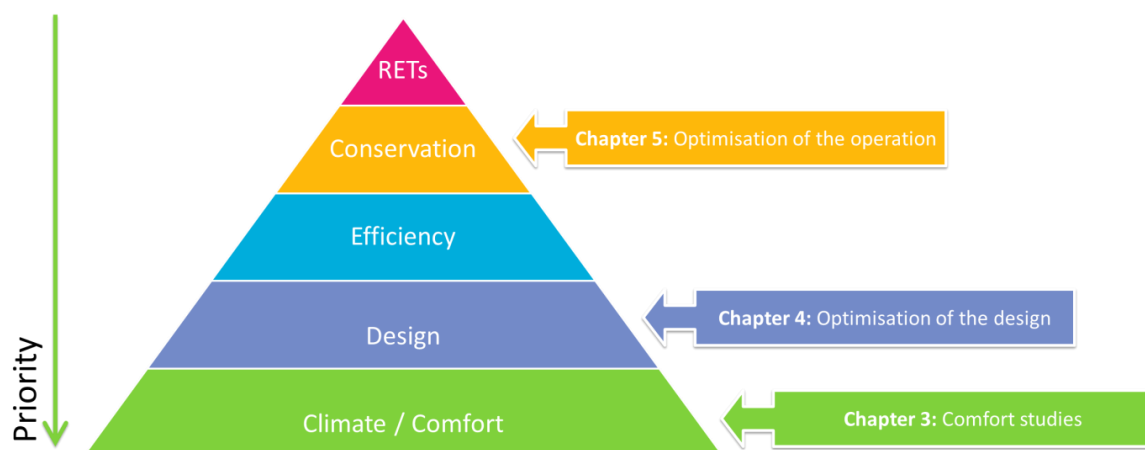 RETs
Conservation
Chapter 5: Optimisation of the operation
Efficiency
Design
Chapter 4: Optimisation of the design
Climate / Comfort
Chapter 3: Comfort studies
Priority